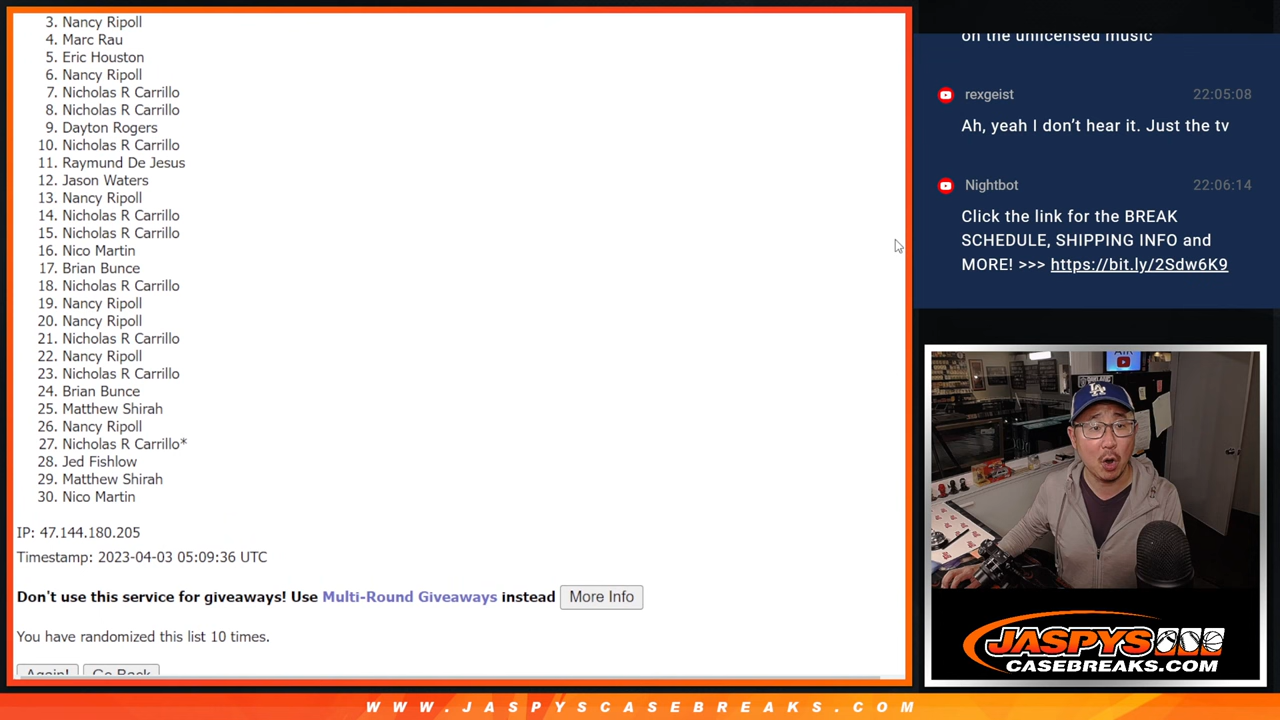 3. Nancy Ripoll
4. Marc Rau
5. Eric Houston
6. Nancy Ripoll
7. Nicholas R Carrillo
8. Nicholas R Carrillo
9. Dayton Rogers
10. Nicholas R Carrillo
11. Raymund De Jesus
12. Jason Waters
13. Nancy Ripoll
14. Nicholas R Carrillo
15. Nicholas R Carrillo
16. Nico Martin
17. Brian Bunce
18. Nicholas R Carrillo
19. Nancy Ripoll
20. Nancy Ripoll
21. Nicholas R Carrillo
22. Nancy Ripoll
23. Nicholas R Carrillo
24. Brian Bunce
25. Matthew Shirah
26. Nancy Ripoll
27. Nicholas R Carrillo*
28. Jed Fishlow
29. Matthew Shirah
30. Nico Martin
IP: 47.144.180.205
Timestamp: 2023-04-03 05:09:36 UTC
Don't use this service for giveaways! Use Multi-Round Giveaways instead More Info
You have randomized this list 10 times.
Again! Go Back
on the unlicensed music
rexgeist 22:05:08
Ah, yeah I don't hear it. Just the tv
Nightbot 22:06:14
Click the link for the BREAK
SCHEDULE, SHIPPING INFO and
MORE! >>> https://bit.ly/2Sdw6K9
AIR
LA
JASPYS
CASEBREAKS.COM
WWW.JASPYSCASEBREAKS.COM